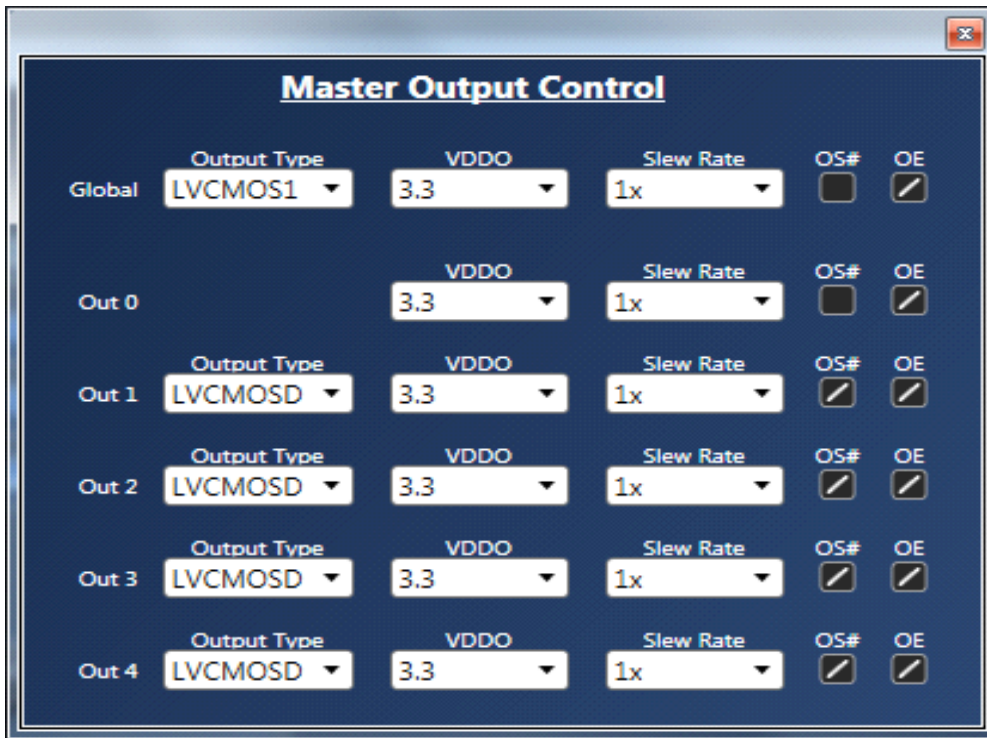 Master Output Control
Output Type VDDO Slew Rate OS# OE
Global LVCMOS1 3.3 1x
VDDO Slew Rate OS# OE
Out 0 3.3 1x
Output Type VDDO Slew Rate OS# OE
Out 1 LVCMOSD 3.3 1x
Output Type VDDO Slew Rate OS# OE
Out 2 LVCMOSD 3.3 1x
Output Type VDDO Slew Rate OS# OE
Out 3 LVCMOSD 3.3 1x
Output Type VDDO Slew Rate OS# OE
Out 4 LVCMOSD 3.3 1x